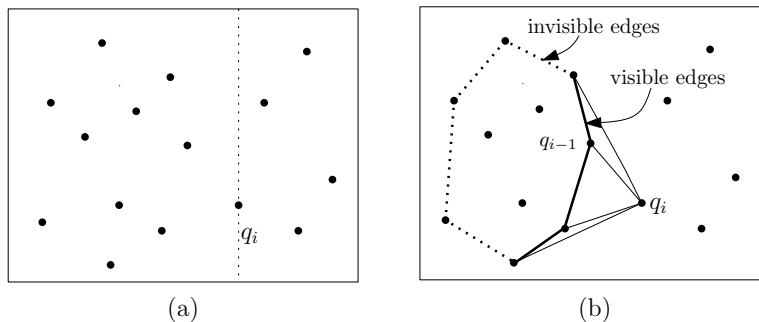 invisible edges
visible edges
q_{i−1}
q_i
q_i
(a)
(b)